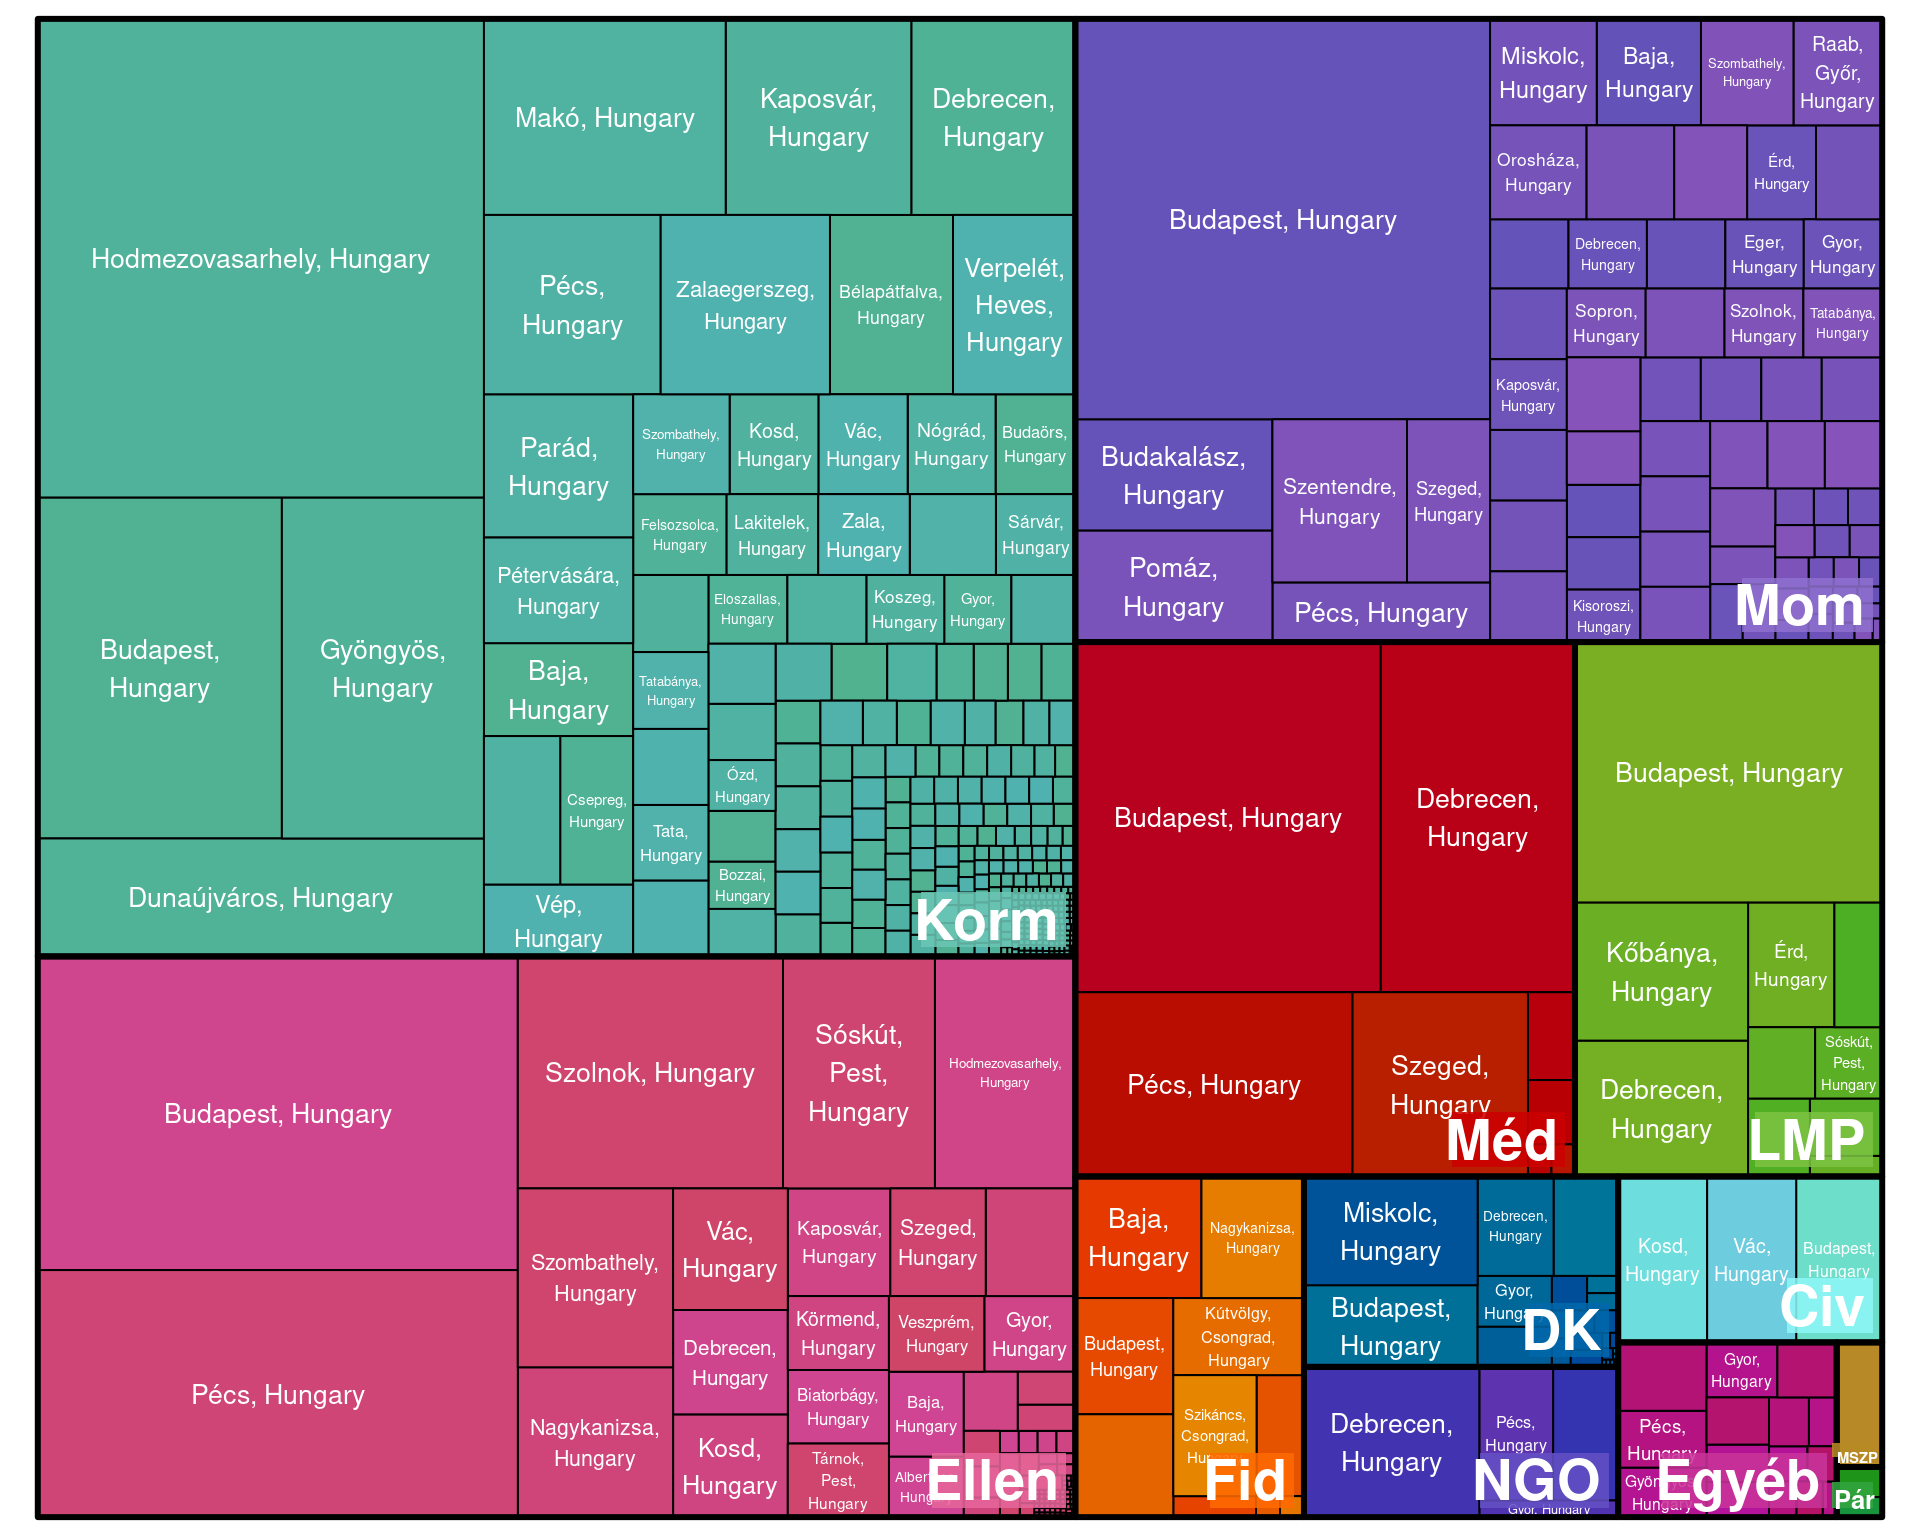 Hodmezovasarhely, Hungary
Budapest,
Hungary
Gyöngyös,
Hungary
Dunaújváros, Hungary
Makó, Hungary
Kaposvár,
Hungary
Debrecen,
Hungary
Pécs,
Hungary
Zalaegerszeg,
Hungary
Bélapátfalva,
Hungary
Verpelét,
Heves,
Hungary
Parád,
Hungary
Szombathely,
Hungary
Kosd,
Hungary
Vác,
Hungary
Nógrád,
Hungary
Budaörs,
Hungary
Felsozsolca,
Hungary
Lakitelek,
Hungary
Zala,
Hungary
Sárvár,
Hungary
Pétervására,
Hungary
Eloszallas,
Hungary
Koszeg,
Hungary
Gyor,
Hungary
Baja,
Hungary
Tatabánya,
Hungary
Csepreg,
Hungary
Ózd,
Hungary
Tata,
Hungary
Bozzai,
Hungary
Vép,
Hungary
Korm
Budapest, Hungary
Miskolc,
Hungary
Baja,
Hungary
Szombathely,
Hungary
Raab,
Győr,
Hungary
Orosháza,
Hungary
Érd,
Hungary
Debrecen,
Hungary
Eger,
Hungary
Gyor,
Hungary
Sopron,
Hungary
Szolnok,
Hungary
Tatabánya,
Hungary
Kaposvár,
Hungary
Budakalász,
Hungary
Szentendre,
Hungary
Szeged,
Hungary
Pomáz,
Hungary
Pécs, Hungary
Kisoroszi,
Hungary
Mom
Budapest, Hungary
Pécs, Hungary
Szolnok, Hungary
Sóskút,
Pest,
Hungary
Hodmezovasarhely,
Hungary
Szombathely,
Hungary
Vác,
Hungary
Kaposvár,
Hungary
Szeged,
Hungary
Debrecen,
Hungary
Körmend,
Hungary
Veszprém,
Hungary
Gyor,
Hungary
Nagykanizsa,
Hungary
Kosd,
Hungary
Biatorbágy,
Hungary
Baja,
Hungary
Tárnok,
Pest,
Hungary
Ellen
Budapest, Hungary
Debrecen,
Hungary
Pécs, Hungary
Szeged,
Hungary
Méd
Budapest, Hungary
Kőbánya,
Hungary
Érd,
Hungary
Debrecen,
Hungary
Sóskút,
Pest,
Hungary
LMP
Baja,
Hungary
Nagykanizsa,
Hungary
Budapest,
Hungary
Kútvölgy,
Csongrad,
Hungary
Szikáncs,
Csongrad,
Fid
Miskolc,
Hungary
Debrecen,
Hungary
Budapest,
Hungary
Gyor,
DK
Debrecen,
Hungary
Pécs,
Hungary
Gyor, Hungary
NGO
Kosd,
Hungary
Vác,
Hungary
Budapest,
Hungary
Civ
Gyor,
Hungary
Pécs,
Hungary
Egyéb
MSZP
Pár